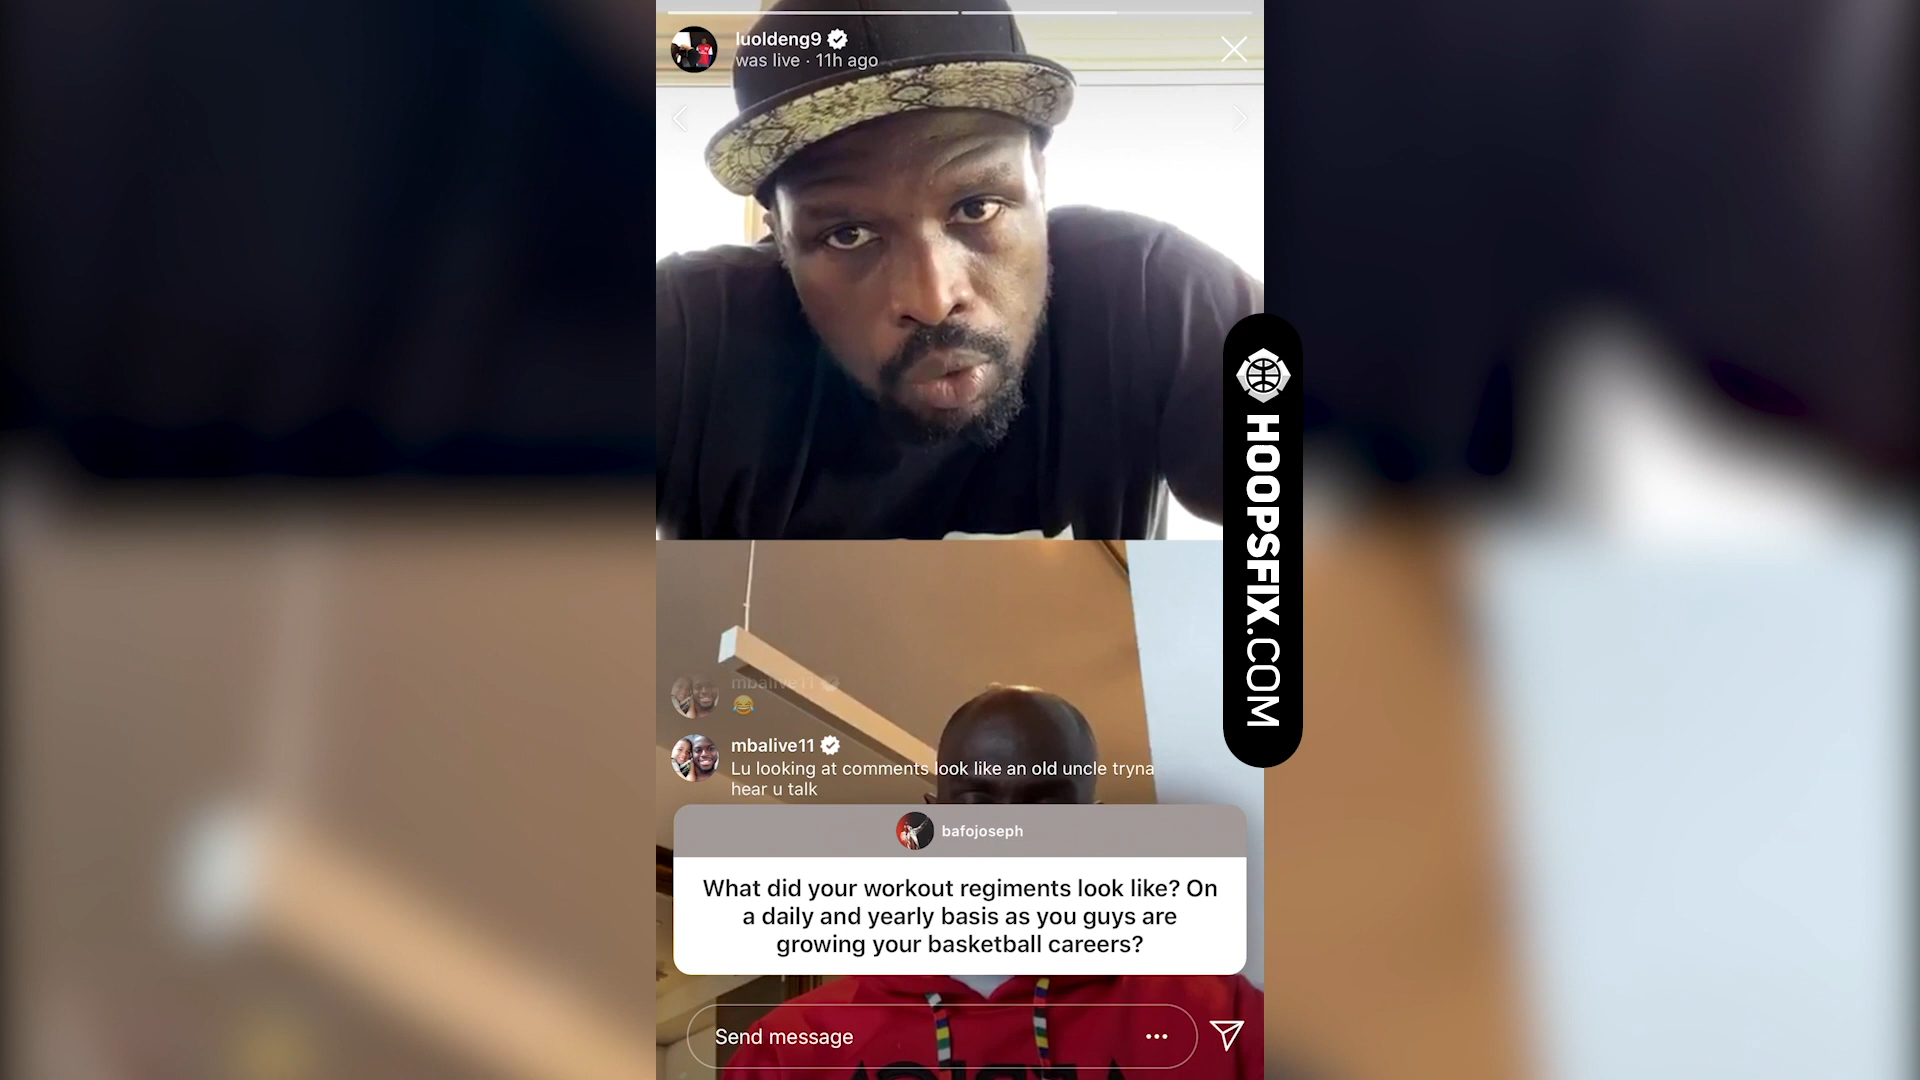 luoldeng9
was live · 11h ago
mbalive11
😂
mbalive11
Lu looking at comments look like an old uncle tryna
hear u talk
bafojoseph
What did your workout regiments look like? On
a daily and yearly basis as you guys are
growing your basketball careers?
Send message
HOOPSFIX.COM